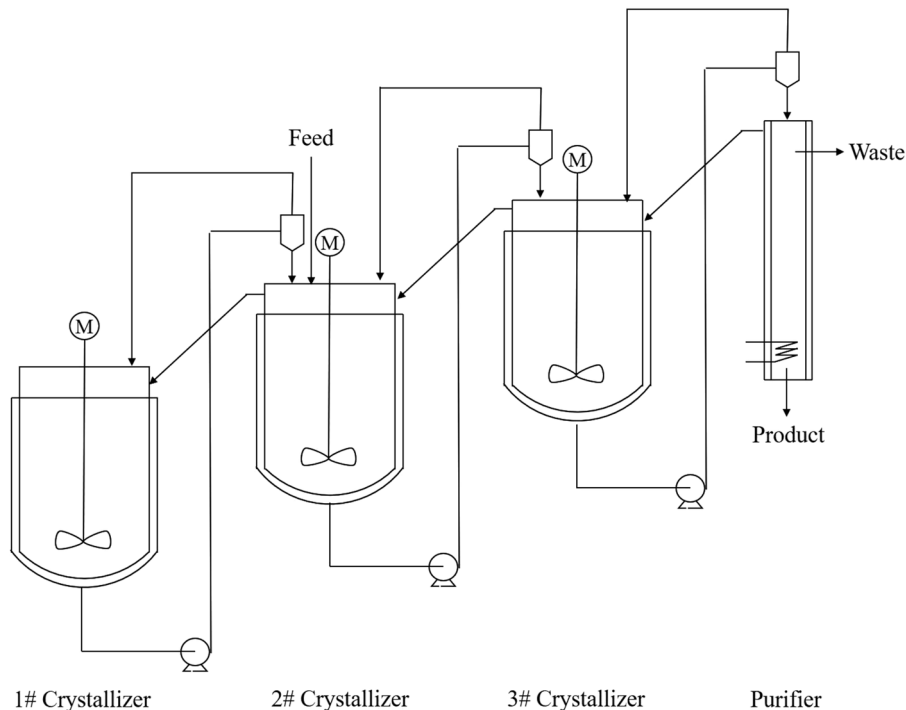 Feed
M
M
M
Waste
Product
1# Crystallizer
2# Crystallizer
3# Crystallizer
Purifier